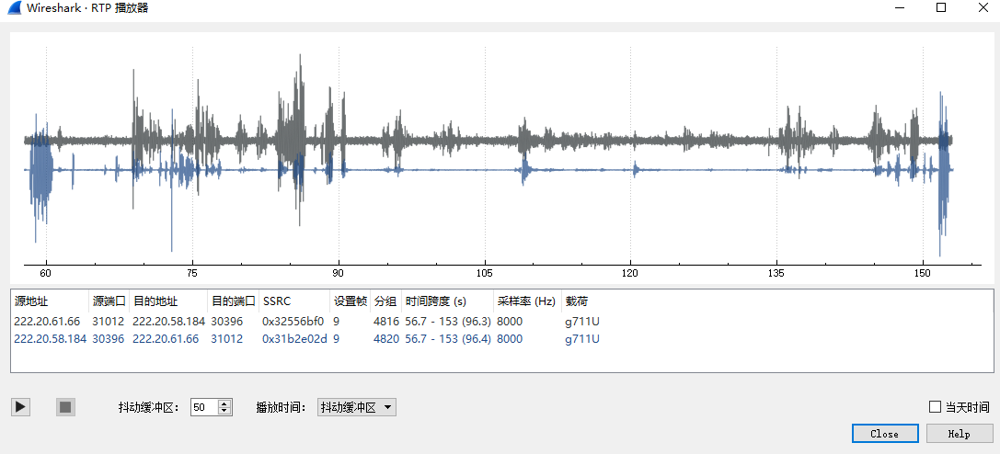 Wireshark · RTP 播放器
60 75 90 105 120 135 150
源地址 源端口 目的地址 目的端口 SSRC 设置帧 分组 时间跨度 (s) 采样率 (Hz) 载荷
222.20.61.66 31012 222.20.58.184 30396 0x32556bf0 9 4816 56.7 - 153 (96.3) 8000 g711U
222.20.58.184 30396 222.20.61.66 31012 0x31b2e02d 9 4820 56.7 - 153 (96.4) 8000 g711U
抖动缓冲区: 50 播放时间: 抖动缓冲区 当天时间
Close Help